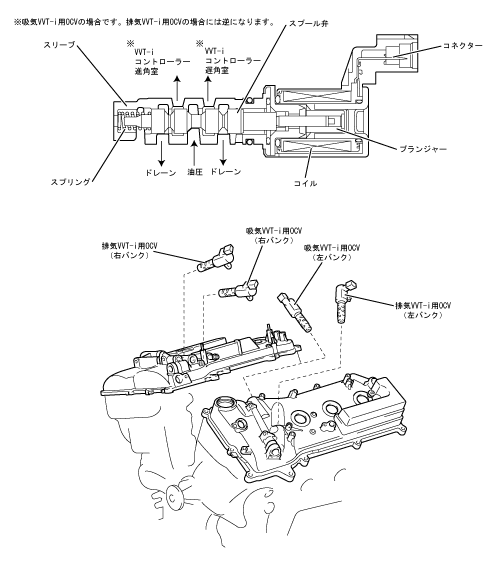 ※吸気VVT-i用OCVの場合です。排気VVT-i用OCVの場合には逆になります。
スプール弁
スリーブ
※
VVT-i
コントローラー
進角室
※
VVT-i
コントローラー
遅角室
コネクター
スプリング
ドレーン
油圧
ドレーン
プランジャー
コイル
排気VVT-i用OCV
(右バンク)
吸気VVT-i用OCV
(右バンク)
吸気VVT-i用OCV
(左バンク)
排気VVT-i用OCV
(左バンク)